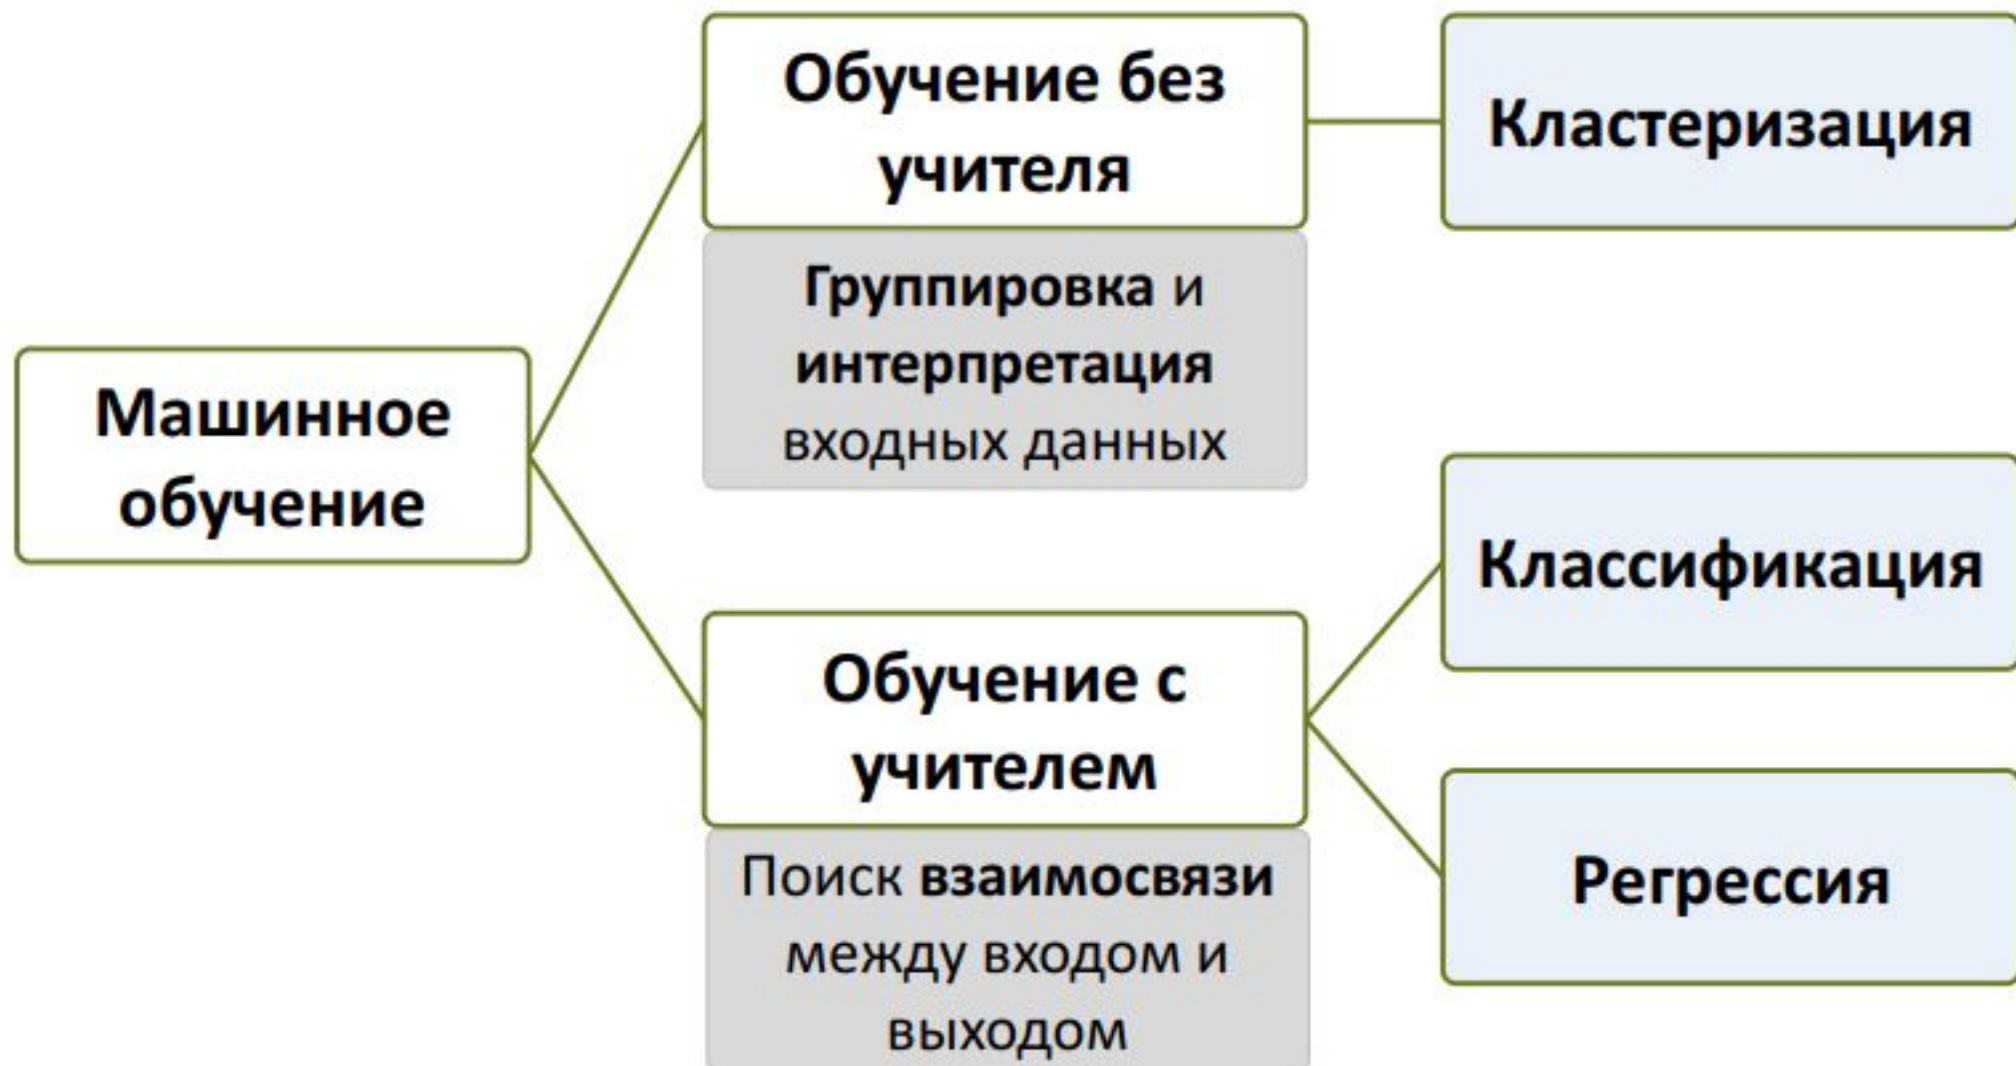 Обучение без
учителя
Кластеризация
Группировка и
интерпретация
входных данных
Машинное
обучение
Классификация
Обучение с
учителем
Регрессия
Поиск взаимосвязи
между входом и
выходом